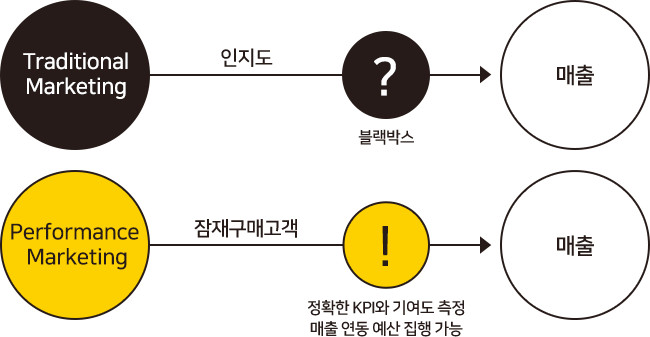 Traditional
Marketing
인지도
?
블랙박스
매출
Performance
Marketing
잠재구매고객
!
정확한 KPI와 기여도 측정
매출 연동 예산 집행 가능
매출